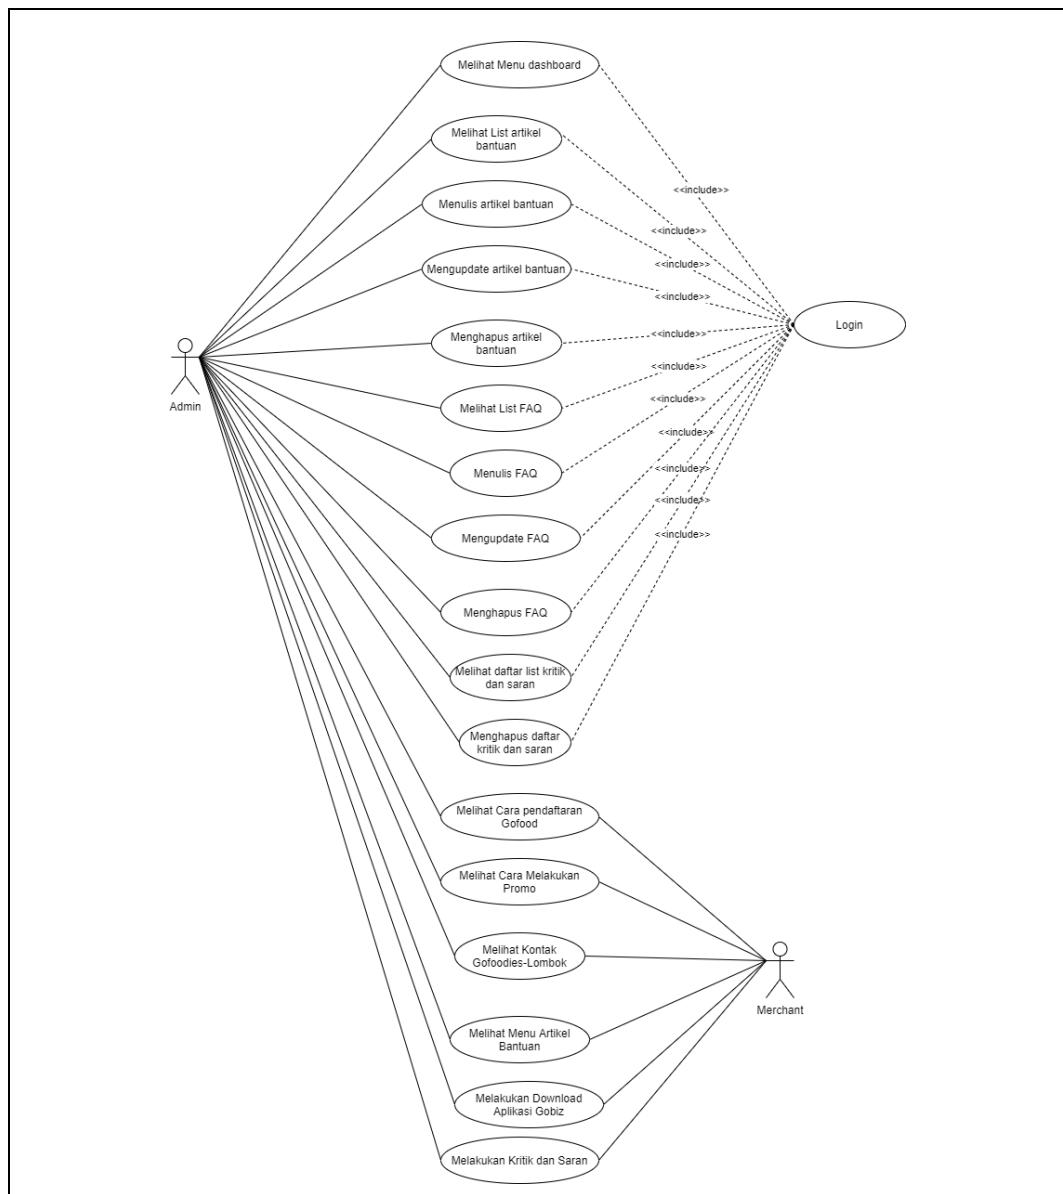 Melihat Menu dashboard
Melihat List artikel
bantuan
<<include>>
Menulis artikel bantuan
<<include>>
<<include>>
Mengupdate artikel bantuan
<<include>>
Login
Menghapus artikel
bantuan
<<include>>
Admin
Melihat List FAQ
<<include>>
<<include>>
Menulis FAQ
<<include>>
<<include>>
Mengupdate FAQ
<<include>>
<<include>>
Menghapus FAQ
Melihat daftar list kritik
dan saran
Menghapus daftar
kritik dan saran
Melihat Cara pendaftaran
Gofood
Melihat Cara Melakukan
Promo
Melihat Kontak
Gofoodies-Lombok
Merchant
Melihat Menu Artikel
Bantuan
Melakukan Download
Aplikasi Gobiz
Melakukan Kritik dan Saran